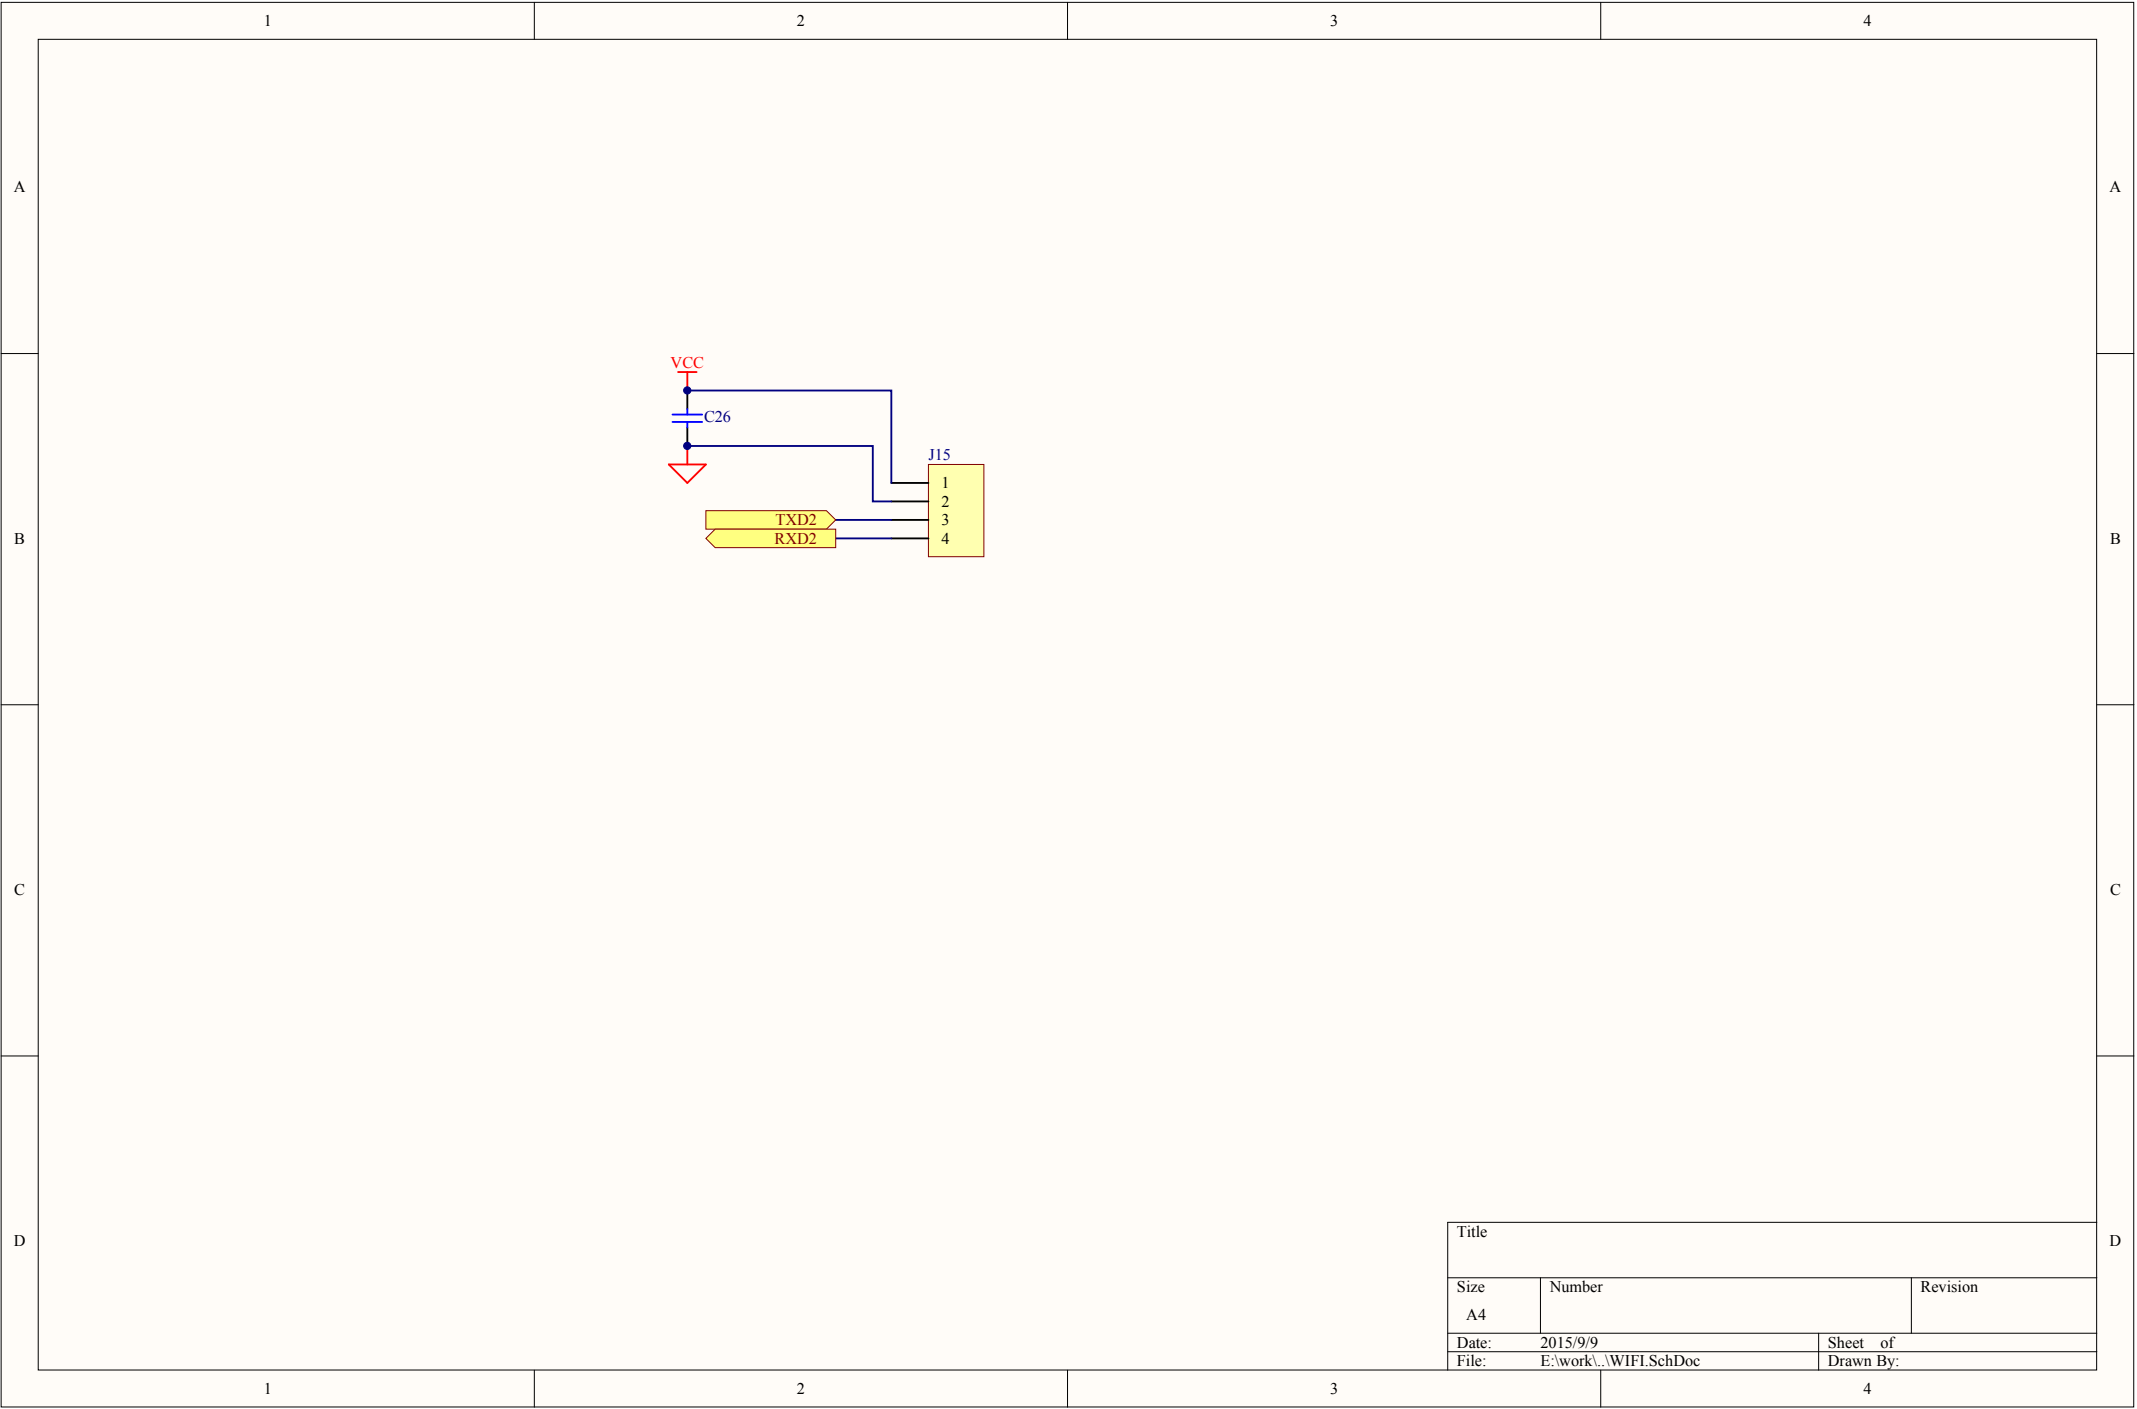 1 2 3 4
A A
VCC
C26
J15
1
2
TXD2 3
B RXD2 4 B
C C
Title
D D
Size Number Revision
A4
Date: 2015/9/9 Sheet of
File: E:\work\..\WIFI.SchDoc Drawn By:
1 2 3 4